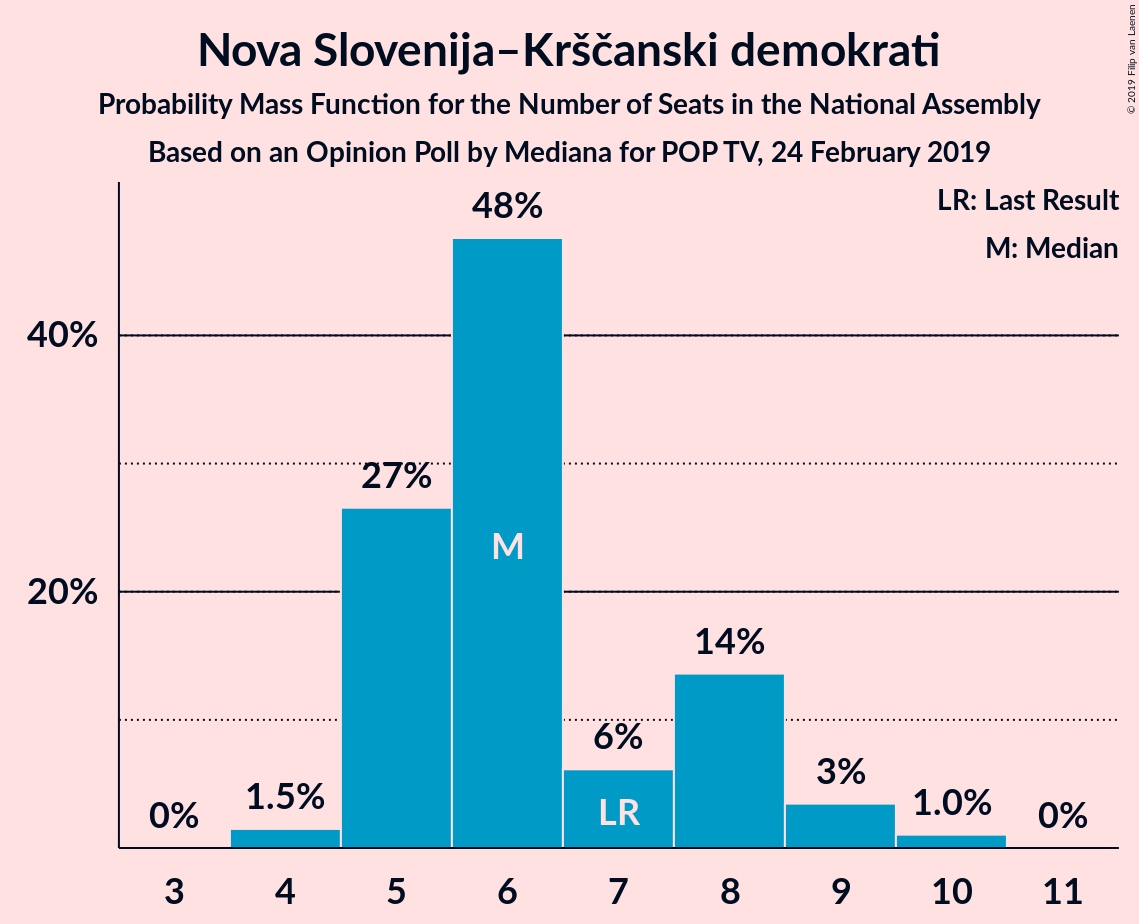 Nova Slovenija–Krščanski demokrati
Probability Mass Function for the Number of Seats in the National Assembly
Based on an Opinion Poll by Mediana for POP TV, 24 February 2019
© 2019 Filip van Laenen
LR: Last Result
M: Median
48%
40%
27%
M
20%
14%
6%
3%
1.5%
1.0%
0%
LR
0%
3 4 5 6 7 8 9 10 11